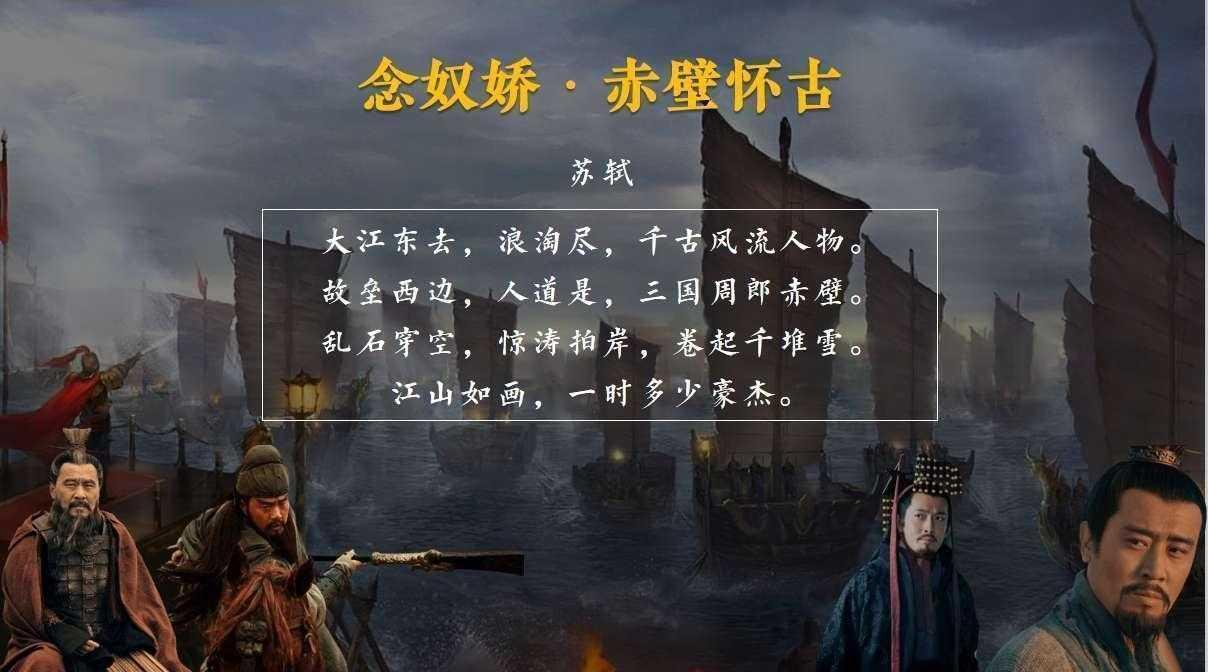 念奴娇·赤壁怀古
苏轼
大江东去，浪淘尽，千古风流人物。
故垒西边，人道是，三国周郎赤壁。
乱石穿空，惊涛拍岸，卷起千堆雪。
江山如画，一时多少豪杰。